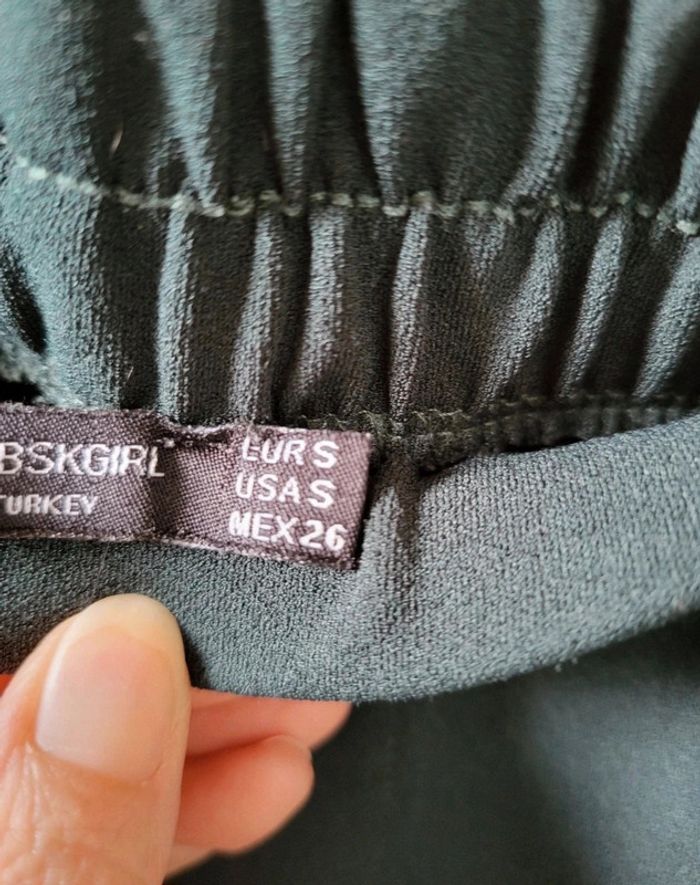 BSKGIRL
TURKEY
EUR S
USA S
MEX 26